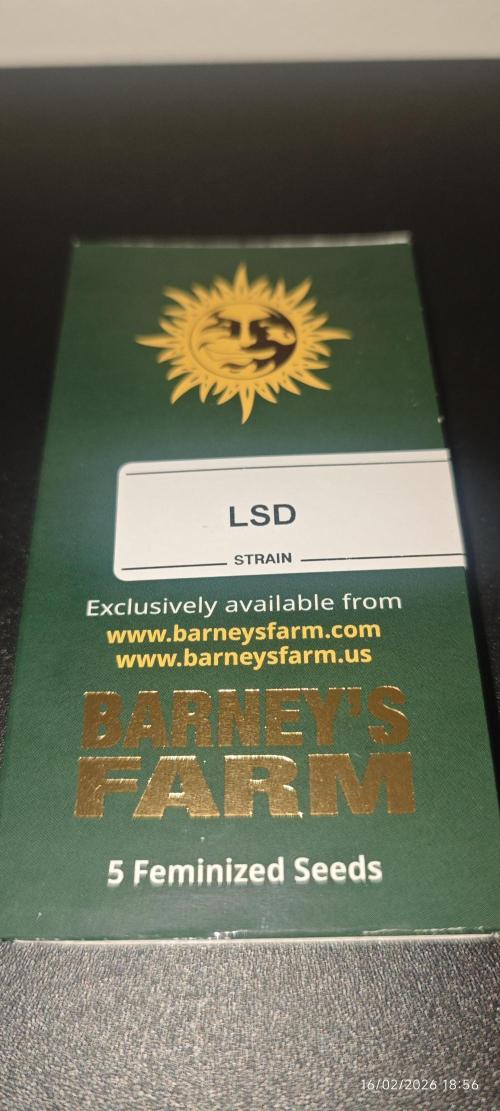 LSD
STRAIN
Exclusively available from
www.barneysfarm.com
www.barneysfarm.us
BARNEY'S
FARM
5 Feminized Seeds
16/02/2026 18:56